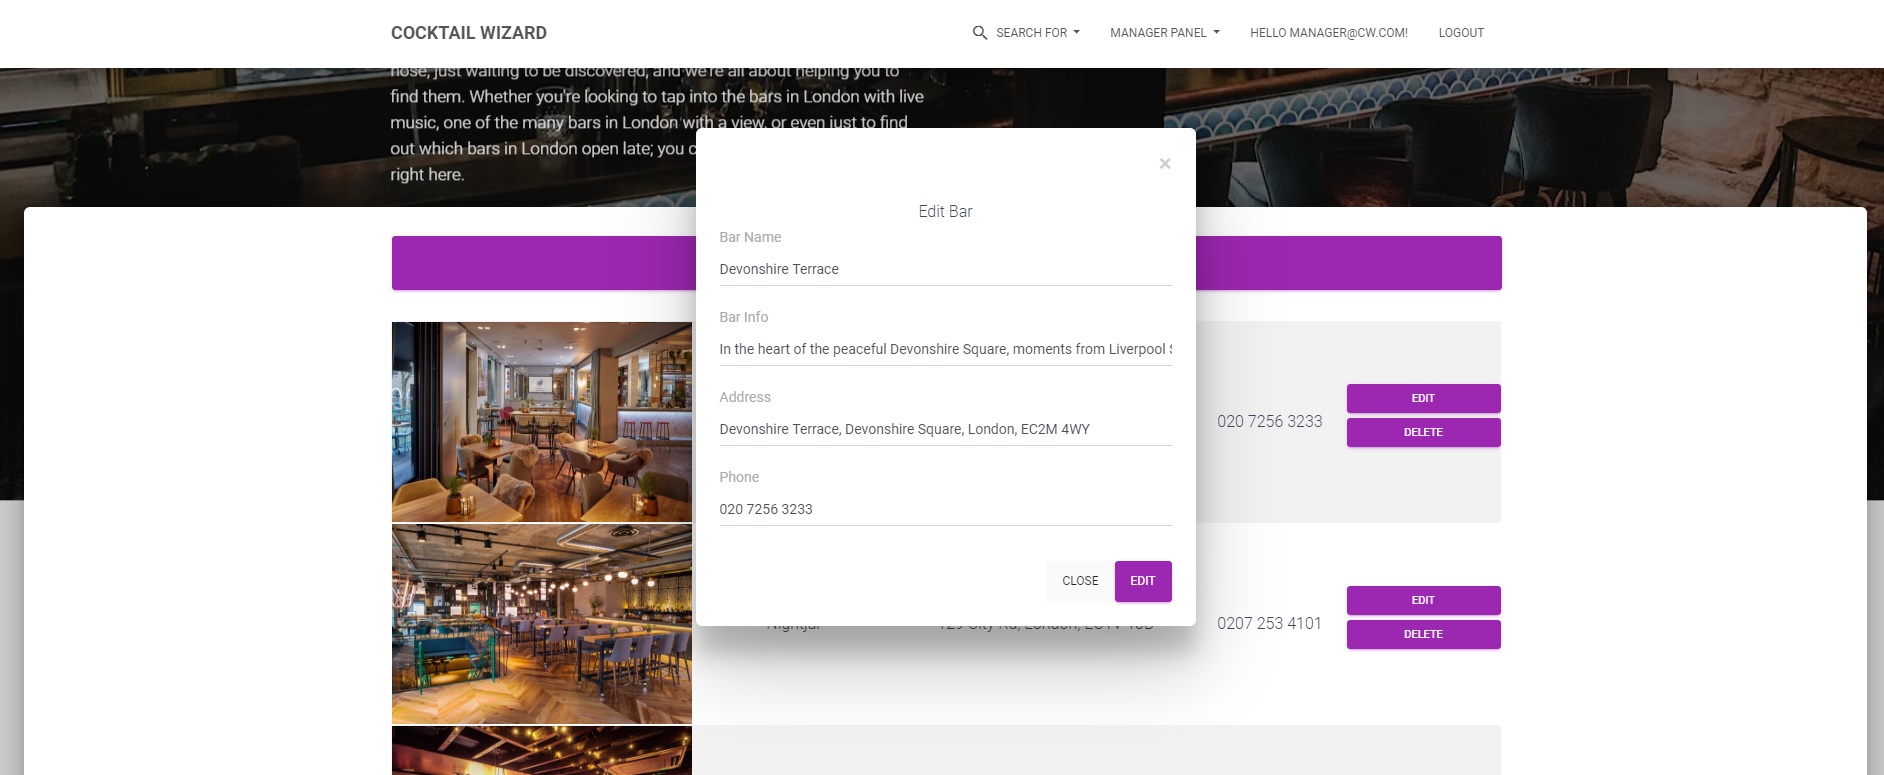 COCKTAIL WIZARD
SEARCH FOR
MANAGER PANEL
HELLO MANAGER@CW.COM!
LOGOUT
nose, just waiting to be discovered, and we're all about helping you to
find them. Whether you're looking to tap into the bars in London with live
music, one of the many bars in London with a view, or even just to find
out which bars in London open late; you c
right here.
×
Edit Bar
Bar Name
Devonshire Terrace
Bar Info
In the heart of the peaceful Devonshire Square, moments from Liverpool S
Address
Devonshire Terrace, Devonshire Square, London, EC2M 4WY
Phone
020 7256 3233
CLOSE
EDIT
020 7256 3233
EDIT
DELETE
Nightjar
129 City Rd, London, EC1V 1JB
0207 253 4101
EDIT
DELETE